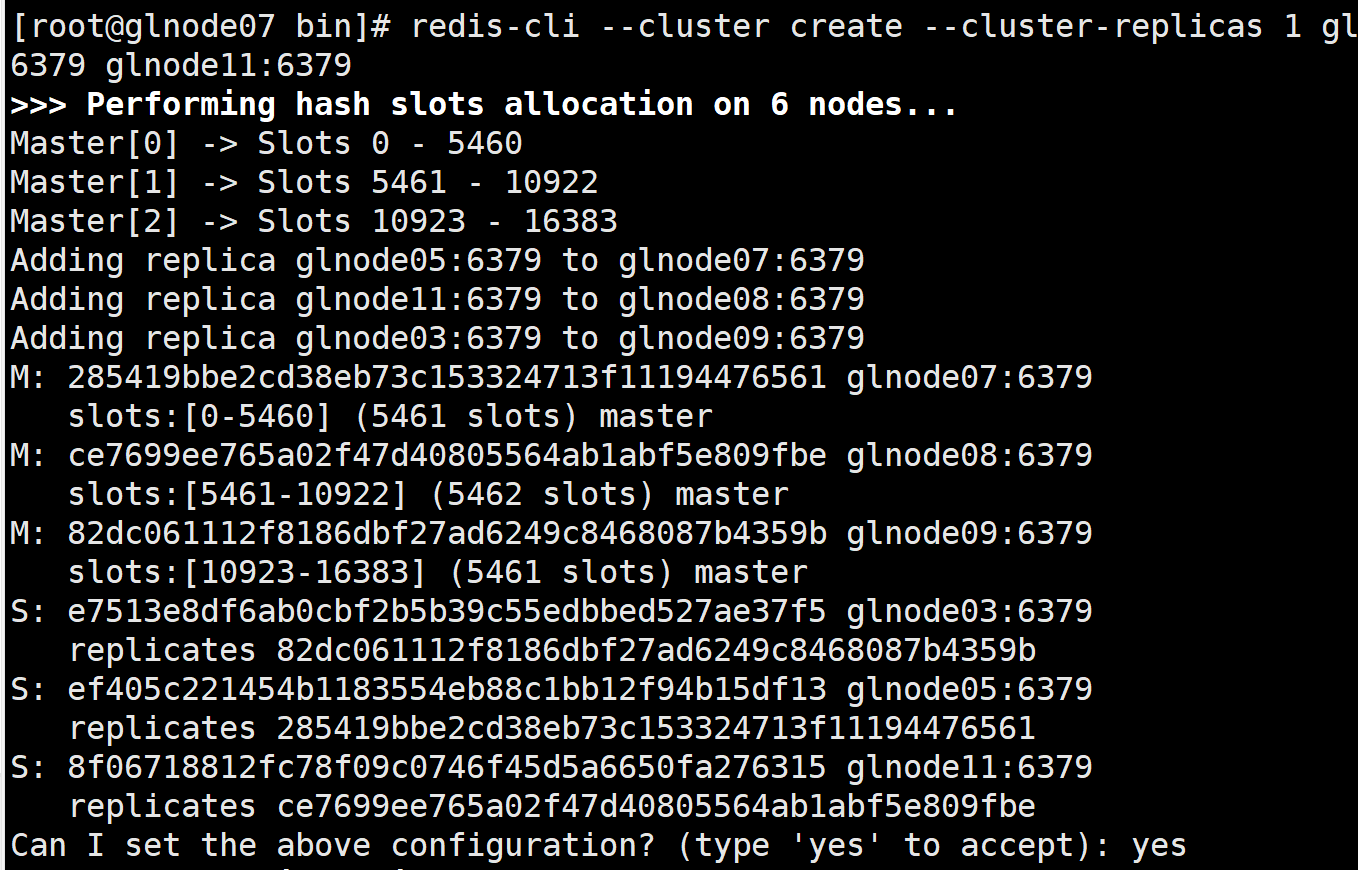 [root@glnode07 bin]# redis-cli --cluster create --cluster-replicas 1 gl
6379 glnode11:6379
>>> Performing hash slots allocation on 6 nodes...
Master[0] -> Slots 0 - 5460
Master[1] -> Slots 5461 - 10922
Master[2] -> Slots 10923 - 16383
Adding replica glnode05:6379 to glnode07:6379
Adding replica glnode11:6379 to glnode08:6379
Adding replica glnode03:6379 to glnode09:6379
M: 285419bbe2cd38eb73c153324713f11194476561 glnode07:6379
   slots:[0-5460] (5461 slots) master
M: ce7699ee765a02f47d40805564ab1abf5e809fbe glnode08:6379
   slots:[5461-10922] (5462 slots) master
M: 82dc061112f8186dbf27ad6249c8468087b4359b glnode09:6379
   slots:[10923-16383] (5461 slots) master
S: e7513e8df6ab0cbf2b5b39c55edbbed527ae37f5 glnode03:6379
   replicates 82dc061112f8186dbf27ad6249c8468087b4359b
S: ef405c221454b1183554eb88c1bb12f94b15df13 glnode05:6379
   replicates 285419bbe2cd38eb73c153324713f11194476561
S: 8f06718812fc78f09c0746f45d5a6650fa276315 glnode11:6379
   replicates ce7699ee765a02f47d40805564ab1abf5e809fbe
Can I set the above configuration? (type 'yes' to accept): yes